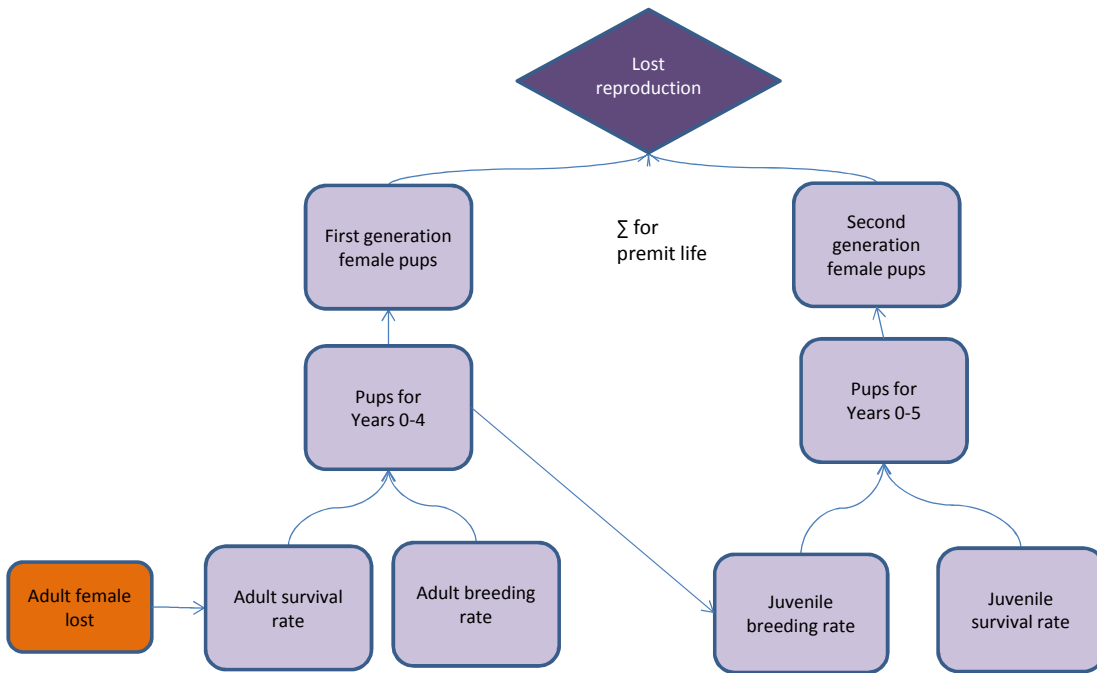 Lost
reproduction
First generation
female pups
∑ for
premit life
Second
generation
female pups
Pups for
Years 0-4
Pups for
Years 0-5
Adult female
lost
Adult survival
rate
Adult breeding
rate
Juvenile
breeding rate
Juvenile
survival rate